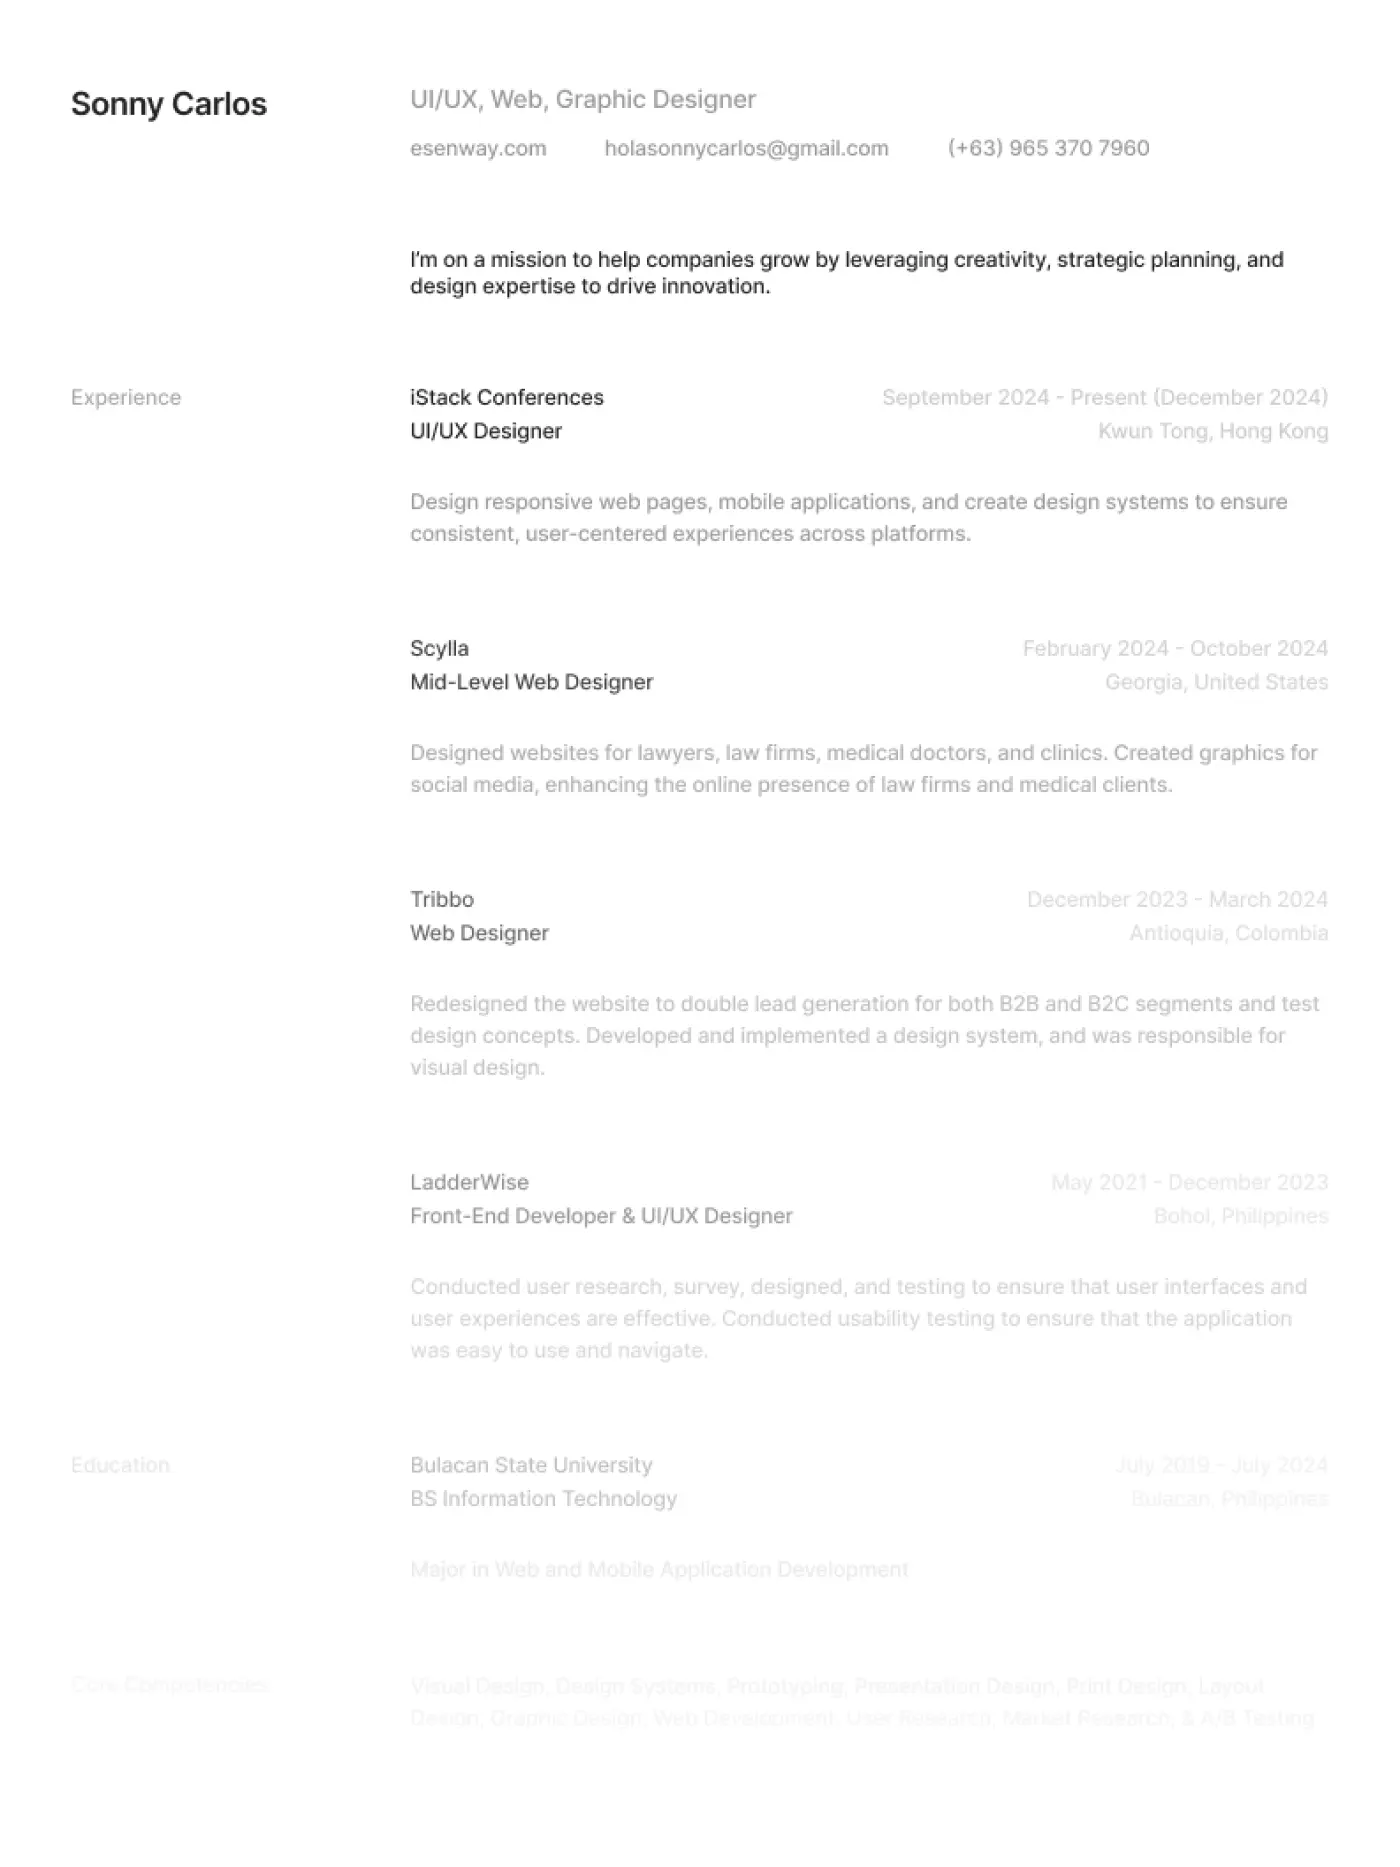 Sonny Carlos
UI/UX, Web, Graphic Designer
esenway.com holasonnycarlos@gmail.com (+63) 965 370 7960
I’m on a mission to help companies grow by leveraging creativity, strategic planning, and
design expertise to drive innovation.
Experience
iStack Conferences September 2024 - Present (December 2024)
UI/UX Designer Kwun Tong, Hong Kong
Design responsive web pages, mobile applications, and create design systems to ensure
consistent, user-centered experiences across platforms.
Scylla February 2024 - October 2024
Mid-Level Web Designer Georgia, United States
Designed websites for lawyers, law firms, medical doctors, and clinics. Created graphics for
social media, enhancing the online presence of law firms and medical clients.
Tribbo December 2023 - March 2024
Web Designer Antioquia, Colombia
Redesigned the website to double lead generation for both B2B and B2C segments and test
design concepts. Developed and implemented a design system, and was responsible for
visual design.
LadderWise May 2021 - December 2023
Front-End Developer & UI/UX Designer Bohol, Philippines
Conducted user research, survey, designed, and testing to ensure that user interfaces and
user experiences are effective. Conducted usability testing to ensure that the application
was easy to use and navigate.
Education
Bulacan State University July 2019 - July 2024
BS Information Technology Bulacan, Philippines
Major in Web and Mobile Application Development
Core Competencies
Visual Design, Design Systems, Prototyping, Presentation Design, Print Design, Layout
Design, Graphic Design, Web Development, User Research, Market Research, & A/B Testing